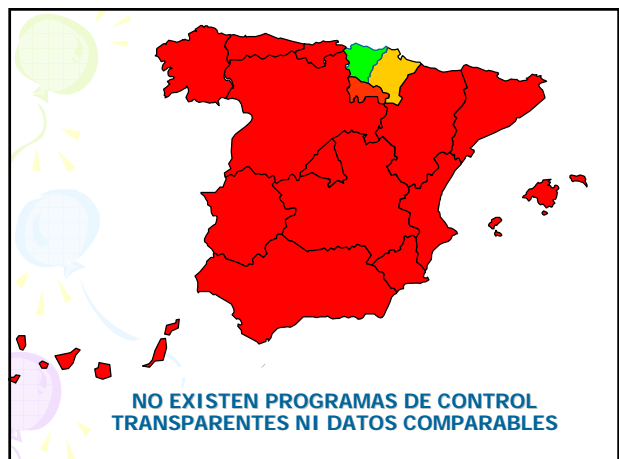 NO EXISTEN PROGRAMAS DE CONTROL
TRANSPARENTES NI DATOS COMPARABLES